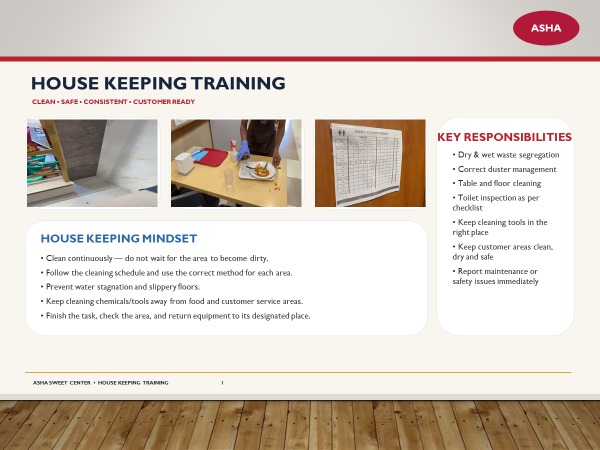 ASHA
HOUSE KEEPING TRAINING
CLEAN • SAFE • CONSISTENT • CUSTOMER READY
KEY RESPONSIBILITIES
• Dry & wet waste segregation
• Correct duster management
• Table and floor cleaning
• Toilet inspection as per
checklist
• Keep cleaning tools in the
right place
• Keep customer areas clean,
dry and safe
• Report maintenance or
safety issues immediately
HOUSE KEEPING MINDSET
• Clean continuously — do not wait for the area to become dirty.
• Follow the cleaning schedule and use the correct method for each area.
• Prevent water stagnation and slippery floors.
• Keep cleaning chemicals/tools away from food and customer service areas.
• Finish the task, check the area, and return equipment to its designated place.
ASHA SWEET CENTER • HOUSE KEEPING TRAINING
1